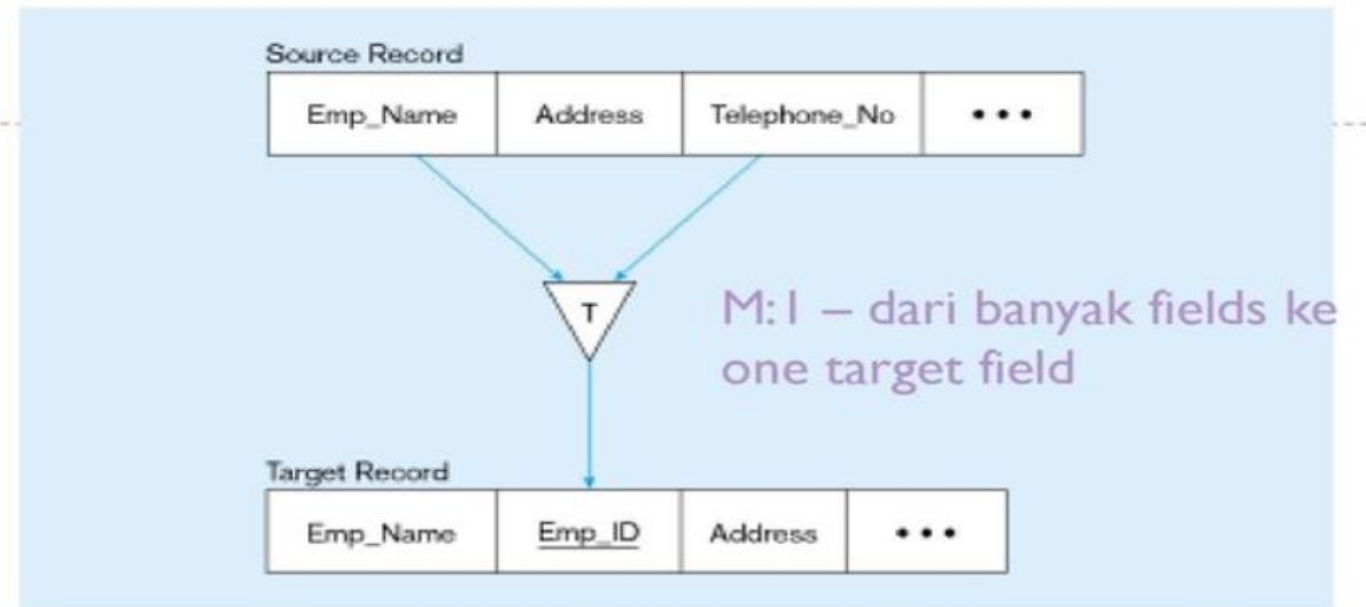 Source Record
Emp_Name Address Telephone_No •••
T
M:1 – dari banyak fields ke
one target field
Target Record
Emp_Name Emp_ID Address •••